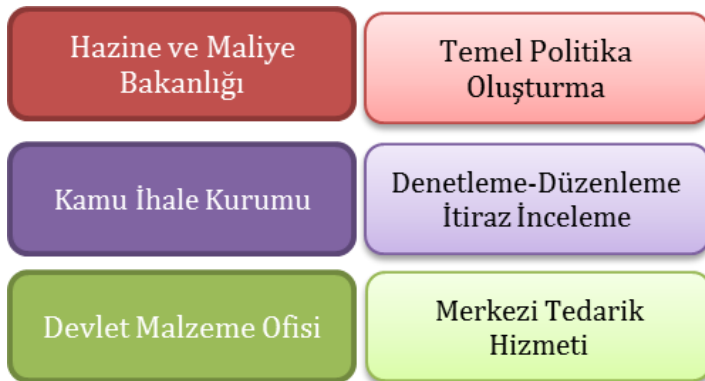 Hazine ve Maliye
Bakanlığı
Temel Politika
Oluşturma
Kamu İhale Kurumu
Denetleme-Düzenleme
İtiraz İnceleme
Devlet Malzeme Ofisi
Merkezi Tedarik
Hizmeti